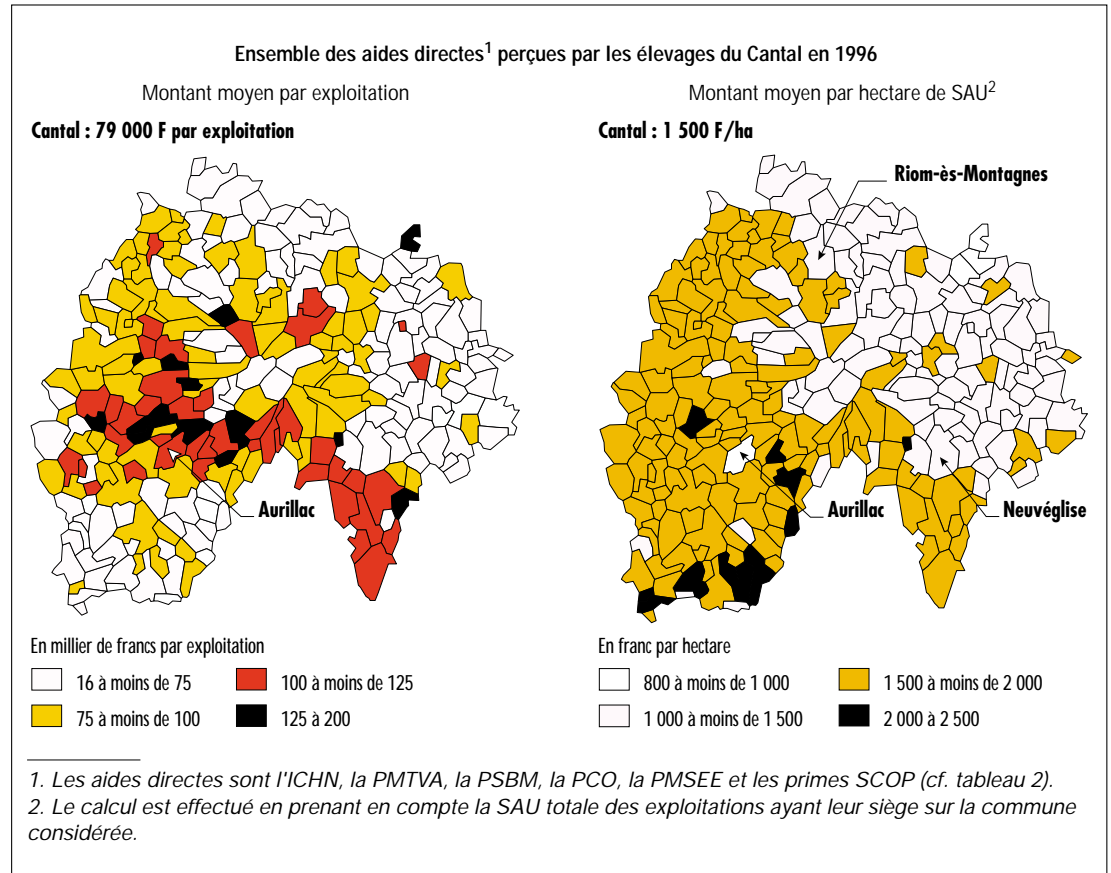 Ensemble des aides directes1 perçues par les élevages du Cantal en 1996
Montant moyen par exploitation
Cantal : 79 000 F par exploitation
Aurillac
En millier de francs par exploitation
16 à moins de 75
100 à moins de 125
75 à moins de 100
125 à 200
Montant moyen par hectare de SAU2
Cantal : 1 500 F/ha
Riom-ès-Montagnes
Aurillac
Neuvéglise
En franc par hectare
800 à moins de 1 000
1 500 à moins de 2 000
1 000 à moins de 1 500
2 000 à 2 500
1. Les aides directes sont l'ICHN, la PMTVA, la PSBM, la PCO, la PMSEE et les primes SCOP (cf. tableau 2).
2. Le calcul est effectué en prenant en compte la SAU totale des exploitations ayant leur siège sur la commune
considérée.